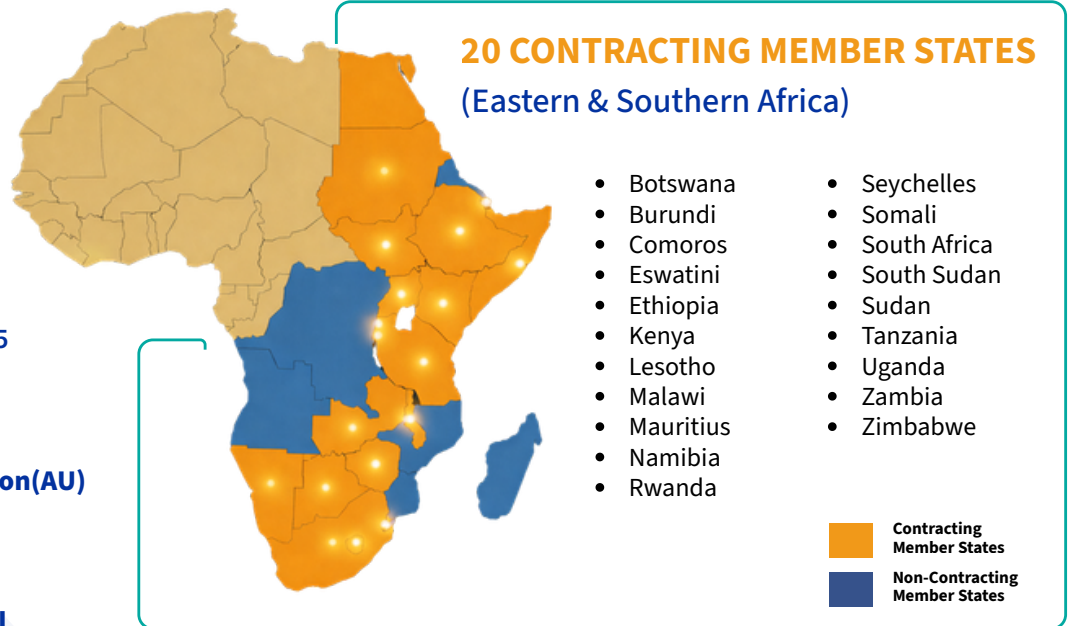 20 CONTRACTING MEMBER STATES
(Eastern & Southern Africa)
• Botswana
• Burundi
• Comoros
• Eswatini
• Ethiopia
• Kenya
• Lesotho
• Malawi
• Mauritius
• Namibia
• Rwanda
• Seychelles
• Somali
• South Africa
• South Sudan
• Sudan
• Tanzania
• Uganda
• Zambia
• Zimbabwe
5
on(AU)
Contracting
Member States
Non-Contracting
Member States